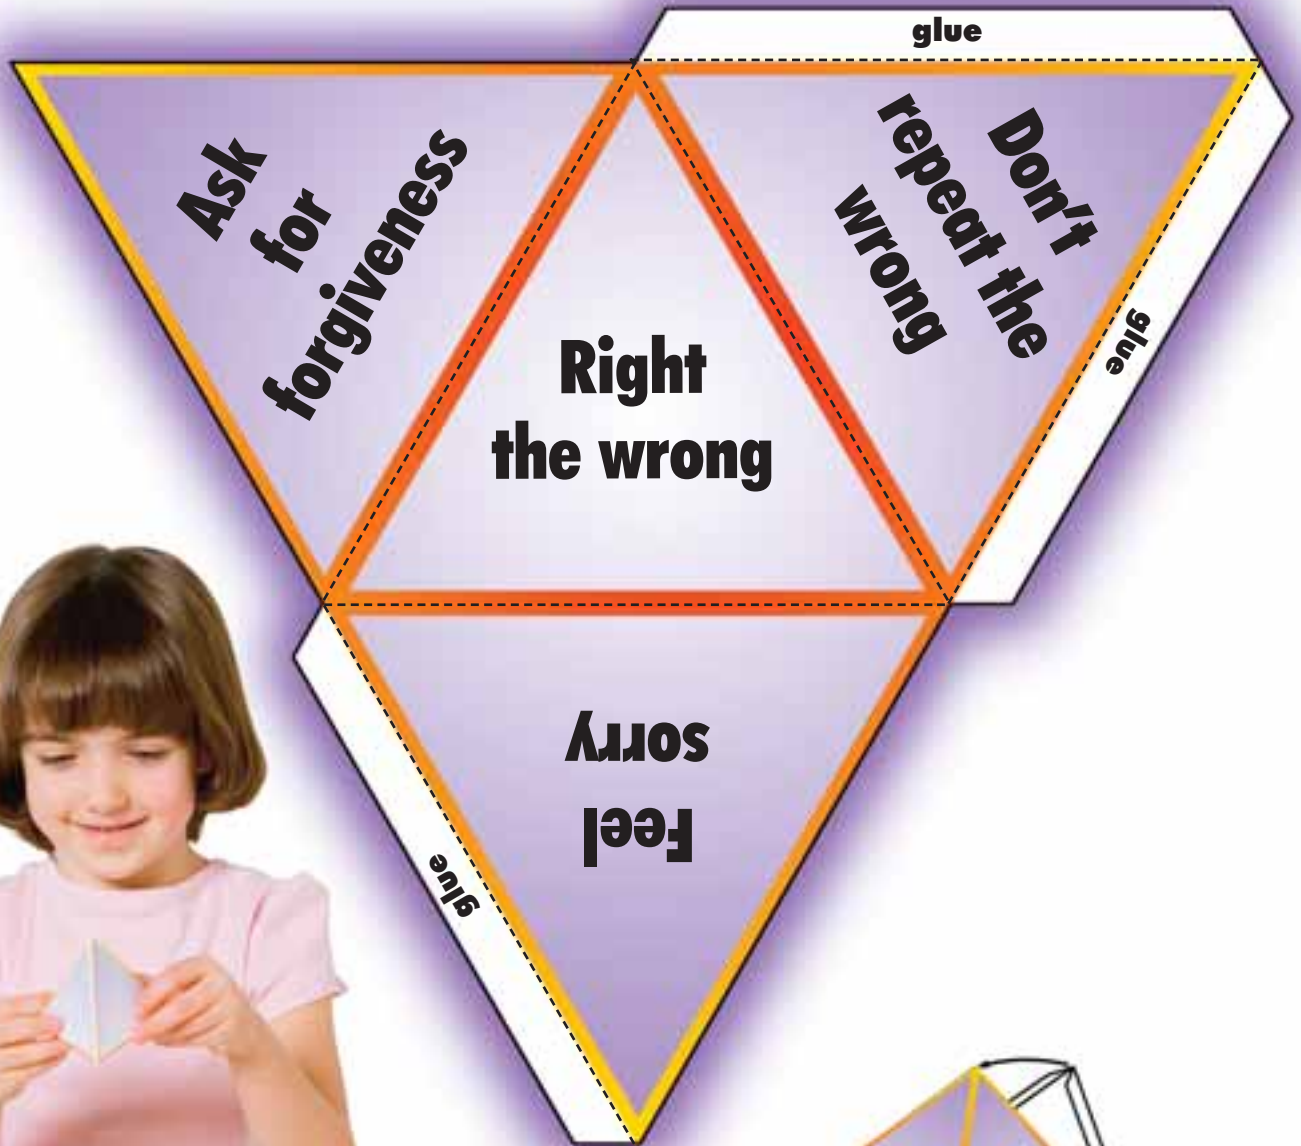 glue
Ask
for
forgiveness
Don't
repeat the
wrong
glue
Right
the wrong
Feel
sorry
glue